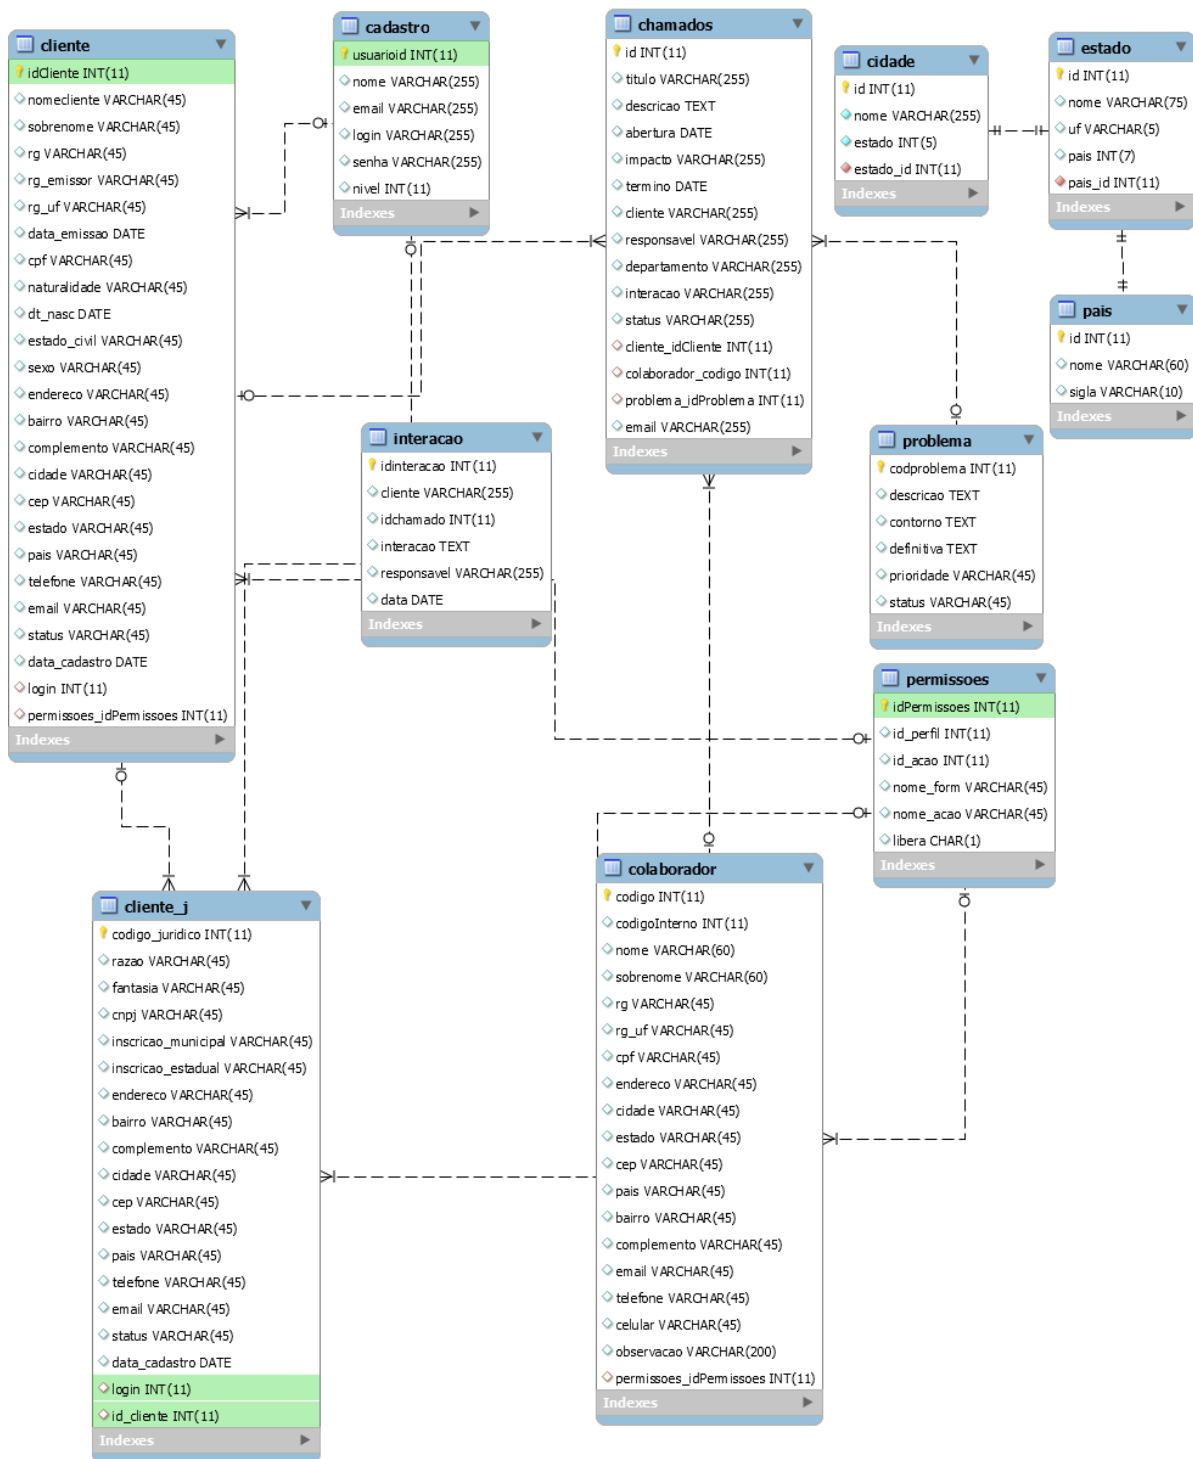 cliente
idCliente INT(11)
nomecliente VARCHAR(45)
sobrenome VARCHAR(45)
rg VARCHAR(45)
rg_emissor VARCHAR(45)
rg_uf VARCHAR(45)
data_emissao DATE
cpf VARCHAR(45)
naturalidade VARCHAR(45)
dt_nasc DATE
estado_civil VARCHAR(45)
sexo VARCHAR(45)
endereco VARCHAR(45)
bairro VARCHAR(45)
complemento VARCHAR(45)
cidade VARCHAR(45)
cep VARCHAR(45)
estado VARCHAR(45)
pais VARCHAR(45)
telefone VARCHAR(45)
email VARCHAR(45)
status VARCHAR(45)
data_cadastro DATE
login INT(11)
permissoes_idPermissoes INT(11)
Indexes
cadastro
usuarioid INT(11)
nome VARCHAR(255)
email VARCHAR(255)
login VARCHAR(255)
senha VARCHAR(255)
nivel INT(11)
Indexes
chamados
id INT(11)
titulo VARCHAR(255)
descricao TEXT
abertura DATE
impacto VARCHAR(255)
termino DATE
cliente VARCHAR(255)
responsavel VARCHAR(255)
departamento VARCHAR(255)
interacao VARCHAR(255)
status VARCHAR(255)
cliente_idCliente INT(11)
colaborador_codigo INT(11)
problema_idProblema INT(11)
email VARCHAR(255)
Indexes
cidade
id INT(11)
nome VARCHAR(255)
estado INT(5)
estado_id INT(11)
Indexes
estado
id INT(11)
nome VARCHAR(75)
uf VARCHAR(5)
pais INT(7)
pais_id INT(11)
Indexes
pais
id INT(11)
nome VARCHAR(60)
sigla VARCHAR(10)
Indexes
interacao
idinteracao INT(11)
cliente VARCHAR(255)
idchamado INT(11)
interacao TEXT
responsavel VARCHAR(255)
data DATE
Indexes
problema
codproblema INT(11)
descricao TEXT
contorno TEXT
definitiva TEXT
prioridade VARCHAR(45)
status VARCHAR(45)
Indexes
permissoes
idPermissoes INT(11)
id_perfil INT(11)
id_acao INT(11)
nome_form VARCHAR(45)
nome_acao VARCHAR(45)
libera CHAR(1)
Indexes
cliente_j
codigo_juridico INT(11)
razao VARCHAR(45)
fantasia VARCHAR(45)
cnpj VARCHAR(45)
inscricao_municipal VARCHAR(45)
inscricao_estadual VARCHAR(45)
endereco VARCHAR(45)
bairro VARCHAR(45)
complemento VARCHAR(45)
cidade VARCHAR(45)
cep VARCHAR(45)
estado VARCHAR(45)
pais VARCHAR(45)
telefone VARCHAR(45)
email VARCHAR(45)
status VARCHAR(45)
data_cadastro DATE
login INT(11)
id_cliente INT(11)
Indexes
colaborador
codigo INT(11)
codigoInterno INT(11)
nome VARCHAR(60)
sobrenome VARCHAR(60)
rg VARCHAR(45)
rg_uf VARCHAR(45)
cpf VARCHAR(45)
endereco VARCHAR(45)
cidade VARCHAR(45)
estado VARCHAR(45)
cep VARCHAR(45)
pais VARCHAR(45)
bairro VARCHAR(45)
complemento VARCHAR(45)
email VARCHAR(45)
telefone VARCHAR(45)
celular VARCHAR(45)
observacao VARCHAR(200)
permissoes_idPermissoes INT(11)
Indexes